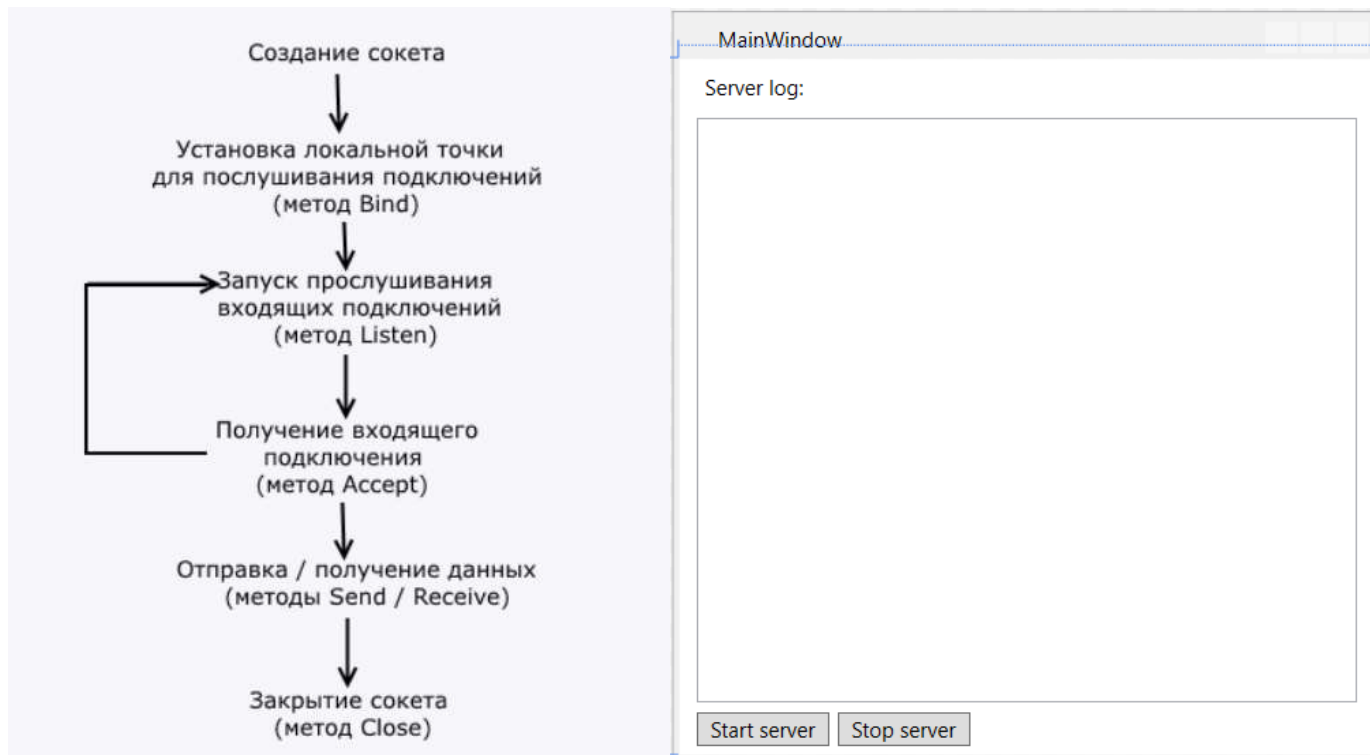 Создание сокета
Установка локальной точки
для послушивания подключений
(метод Bind)
Запуск прослушивания
входящих подключений
(метод Listen)
Получение входящего
подключения
(метод Accept)
Отправка / получение данных
(методы Send / Receive)
Закрытие сокета
(метод Close)
MainWindow
Server log:
Start server
Stop server